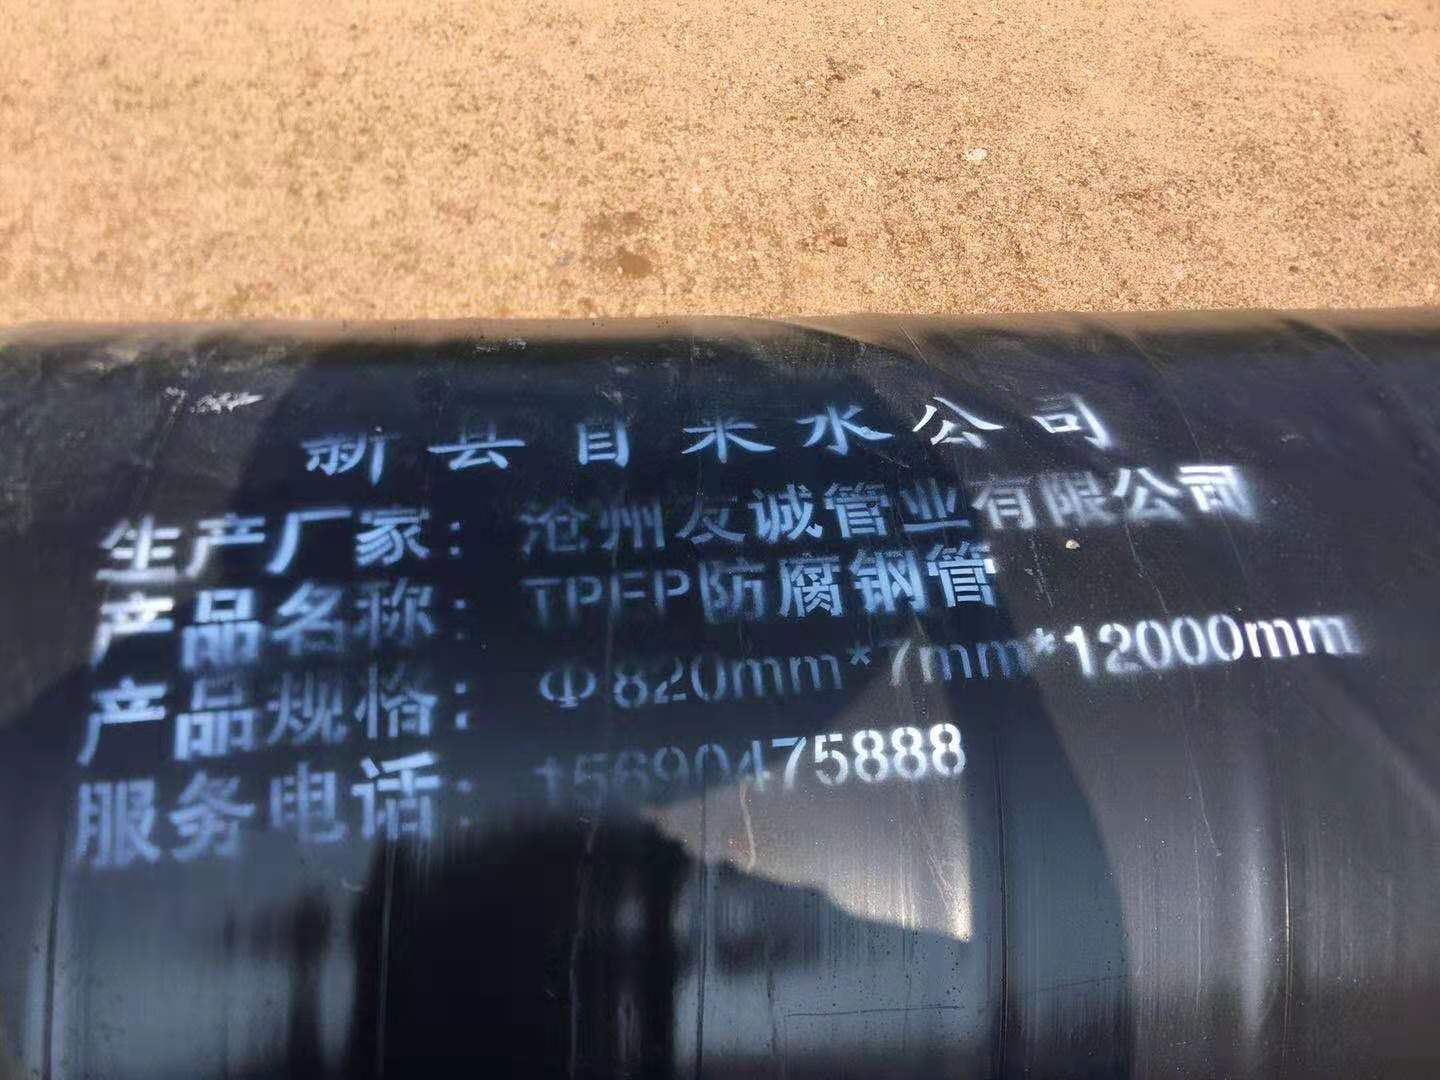 新县自来水公司
生产厂家：沧州友诚管业有限公司
产品名称：TPEP防腐钢管
产品规格：Φ820mm*7mm*12000mm
服务电话：15690475888